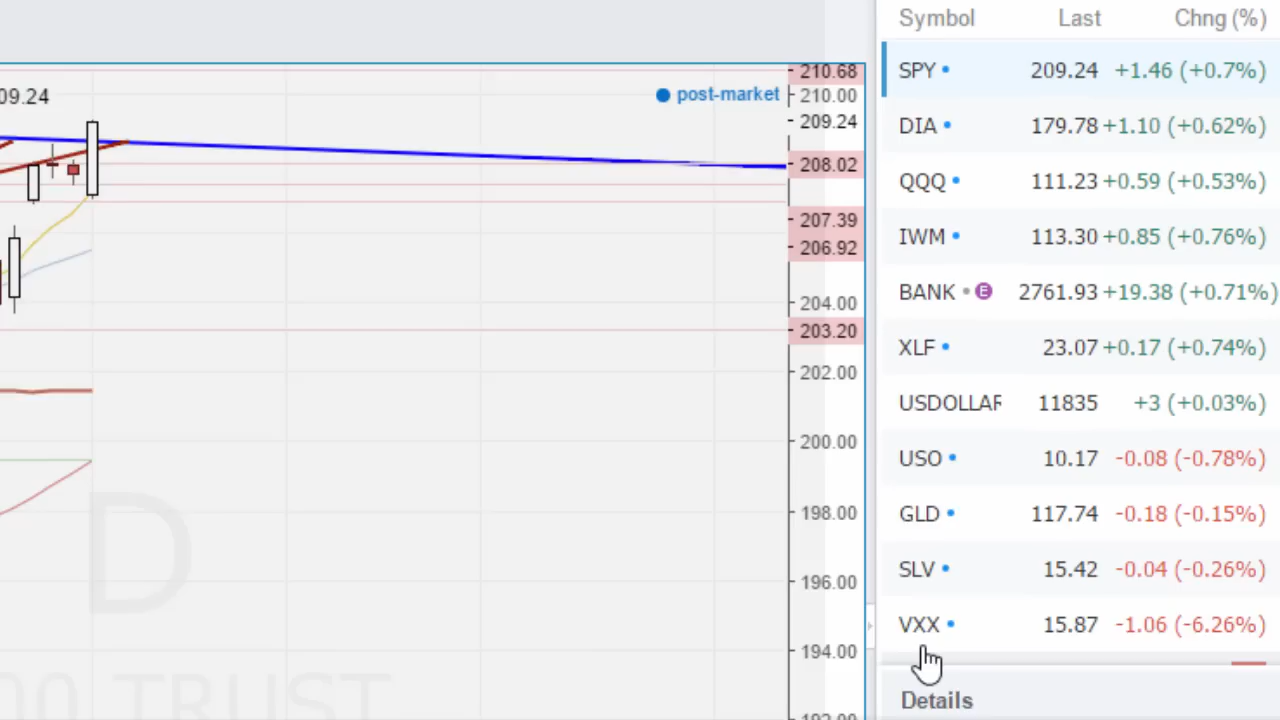 Symbol Last Chng (%)
210.68
09.24
post-market
210.00
209.24
208.02
207.39
206.92
204.00
203.20
202.00
200.00
198.00
196.00
194.00
192.00
D
00 TRUST
SPY 209.24 +1.46 (+0.7%)
DIA 179.78 +1.10 (+0.62%)
QQQ 111.23 +0.59 (+0.53%)
IWM 113.30 +0.85 (+0.76%)
BANK E 2761.93 +19.38 (+0.71%)
XLF 23.07 +0.17 (+0.74%)
USDOLLAR 11835 +3 (+0.03%)
USO 10.17 -0.08 (-0.78%)
GLD 117.74 -0.18 (-0.15%)
SLV 15.42 -0.04 (-0.26%)
VXX 15.87 -1.06 (-6.26%)
Details